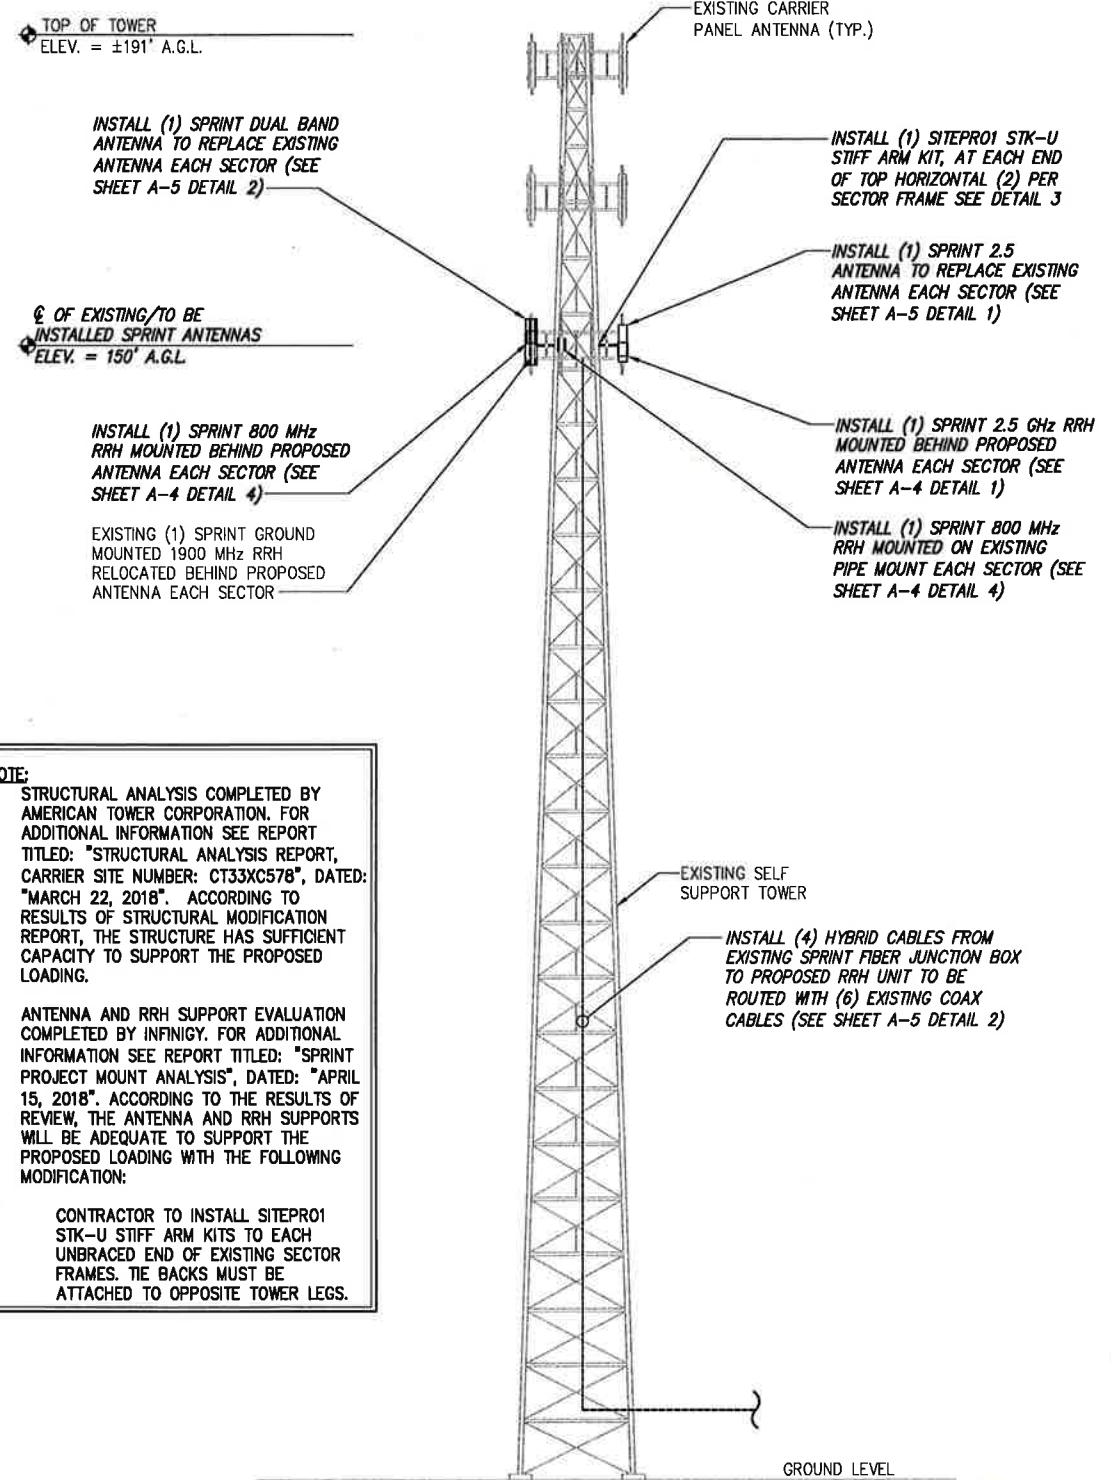 TOP OF TOWER
ELEV. = ±191' A.G.L.
EXISTING CARRIER
PANEL ANTENNA (TYP.)
INSTALL (1) SPRINT DUAL BAND
ANTENNA TO REPLACE EXISTING
ANTENNA EACH SECTOR (SEE
SHEET A-5 DETAIL 2)
INSTALL (1) SITEPRO1 STK-U
STIFF ARM KIT, AT EACH END
OF TOP HORIZONTAL (2) PER
SECTOR FRAME SEE DETAIL 3
INSTALL (1) SPRINT 2.5
ANTENNA TO REPLACE EXISTING
ANTENNA EACH SECTOR (SEE
SHEET A-5 DETAIL 1)
℄ OF EXISTING/TO BE
INSTALLED SPRINT ANTENNAS
ELEV. = 150' A.G.L.
INSTALL (1) SPRINT 800 MHz
RRH MOUNTED BEHIND PROPOSED
ANTENNA EACH SECTOR (SEE
SHEET A-4 DETAIL 4)
EXISTING (1) SPRINT GROUND
MOUNTED 1900 MHz RRH
RELOCATED BEHIND PROPOSED
ANTENNA EACH SECTOR
INSTALL (1) SPRINT 2.5 GHz RRH
MOUNTED BEHIND PROPOSED
ANTENNA EACH SECTOR (SEE
SHEET A-4 DETAIL 1)
INSTALL (1) SPRINT 800 MHz
RRH MOUNTED ON EXISTING
PIPE MOUNT EACH SECTOR (SEE
SHEET A-4 DETAIL 4)
OTE:
STRUCTURAL ANALYSIS COMPLETED BY
AMERICAN TOWER CORPORATION. FOR
ADDITIONAL INFORMATION SEE REPORT
TITLED: "STRUCTURAL ANALYSIS REPORT,
CARRIER SITE NUMBER: CT33XC578", DATED:
"MARCH 22, 2018". ACCORDING TO
RESULTS OF STRUCTURAL MODIFICATION
REPORT, THE STRUCTURE HAS SUFFICIENT
CAPACITY TO SUPPORT THE PROPOSED
LOADING.
ANTENNA AND RRH SUPPORT EVALUATION
COMPLETED BY INFINIGY. FOR ADDITIONAL
INFORMATION SEE REPORT TITLED: "SPRINT
PROJECT MOUNT ANALYSIS", DATED: "APRIL
15, 2018". ACCORDING TO THE RESULTS OF
REVIEW, THE ANTENNA AND RRH SUPPORTS
WILL BE ADEQUATE TO SUPPORT THE
PROPOSED LOADING WITH THE FOLLOWING
MODIFICATION:
CONTRACTOR TO INSTALL SITEPRO1
STK-U STIFF ARM KITS TO EACH
UNBRACED END OF EXISTING SECTOR
FRAMES. TIE BACKS MUST BE
ATTACHED TO OPPOSITE TOWER LEGS.
EXISTING SELF
SUPPORT TOWER
INSTALL (4) HYBRID CABLES FROM
EXISTING SPRINT FIBER JUNCTION BOX
TO PROPOSED RRH UNIT TO BE
ROUTED WITH (6) EXISTING COAX
CABLES (SEE SHEET A-5 DETAIL 2)
GROUND LEVEL